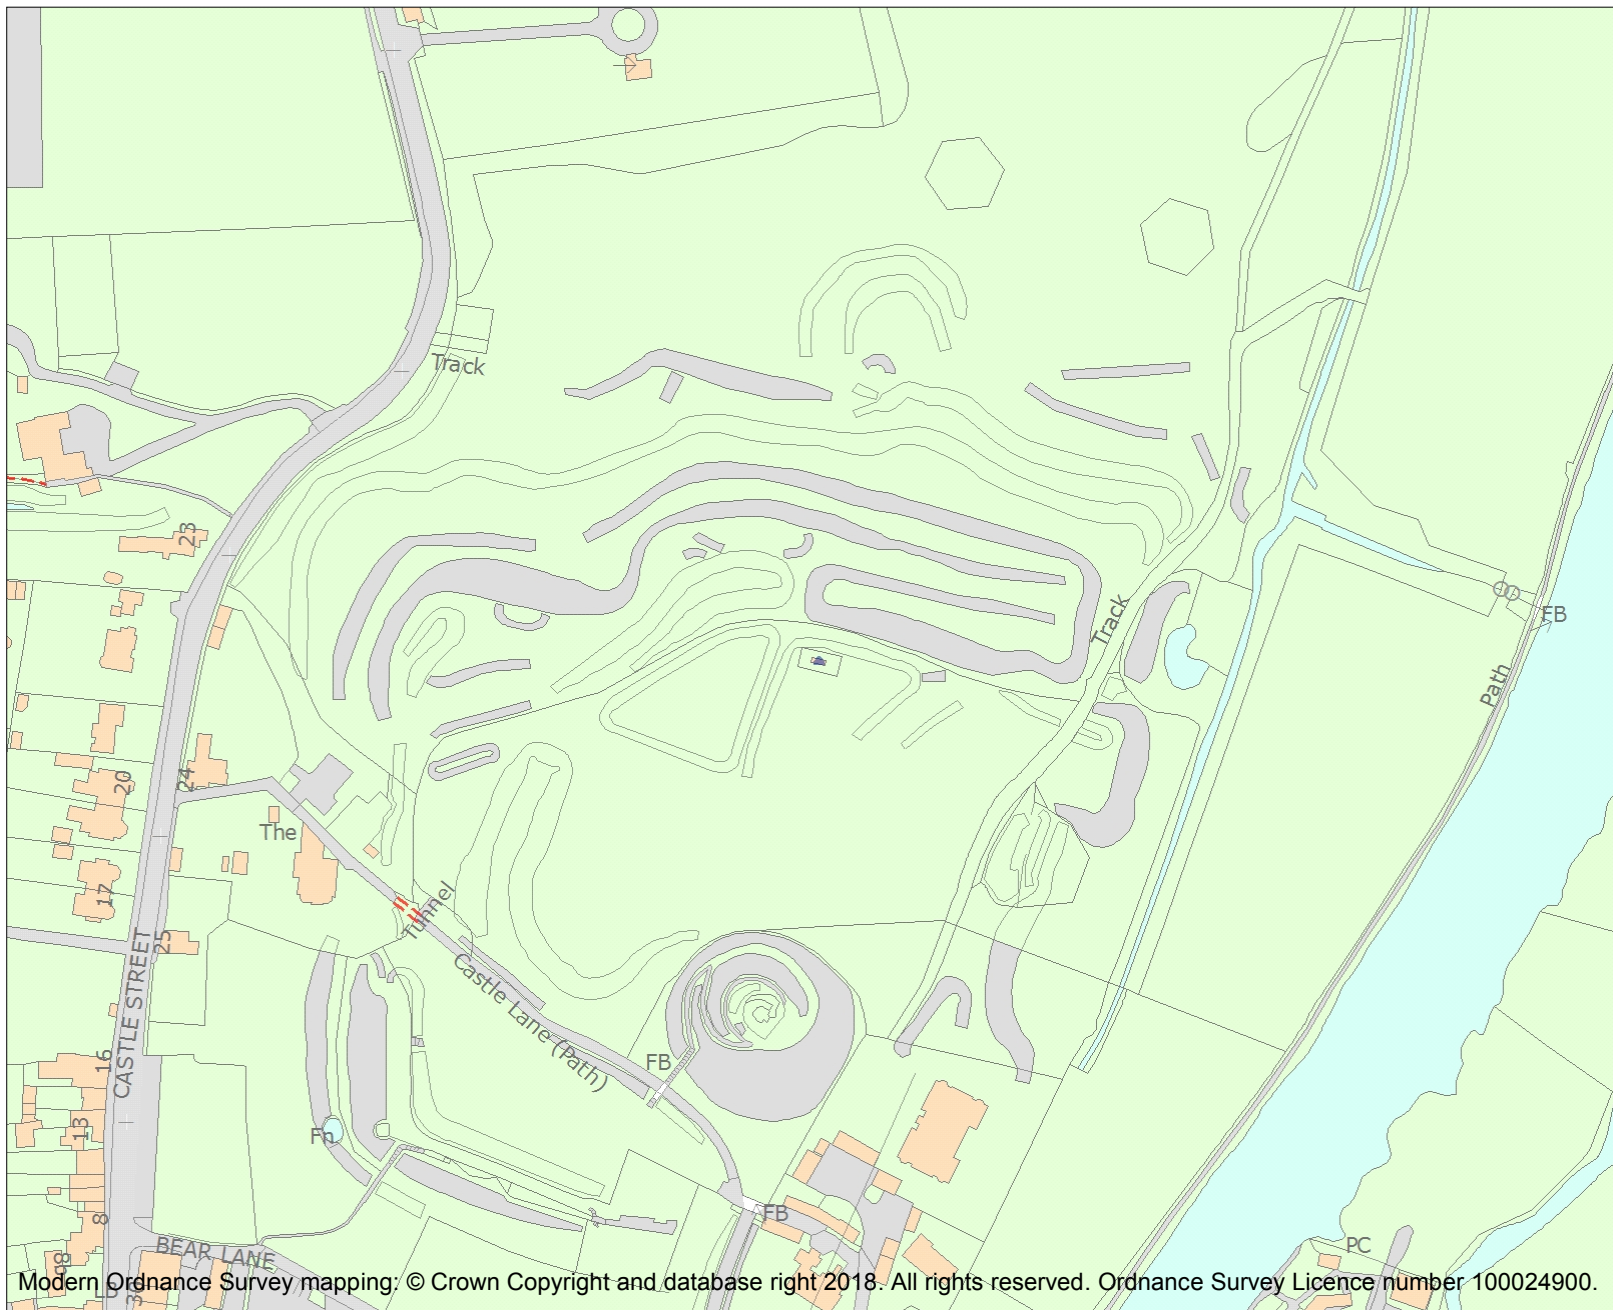 Track
23
Track
FB
Path
20
24
The
17
Tunnel
25
CASTLE STREET
Castle Lane (Path)
FB
16
13
Fn
8
FB
BEAR LANE
PC
Modern Ordnance Survey mapping: © Crown Copyright and database right 2018. All rights reserved. Ordnance Survey Licence number 100024900.